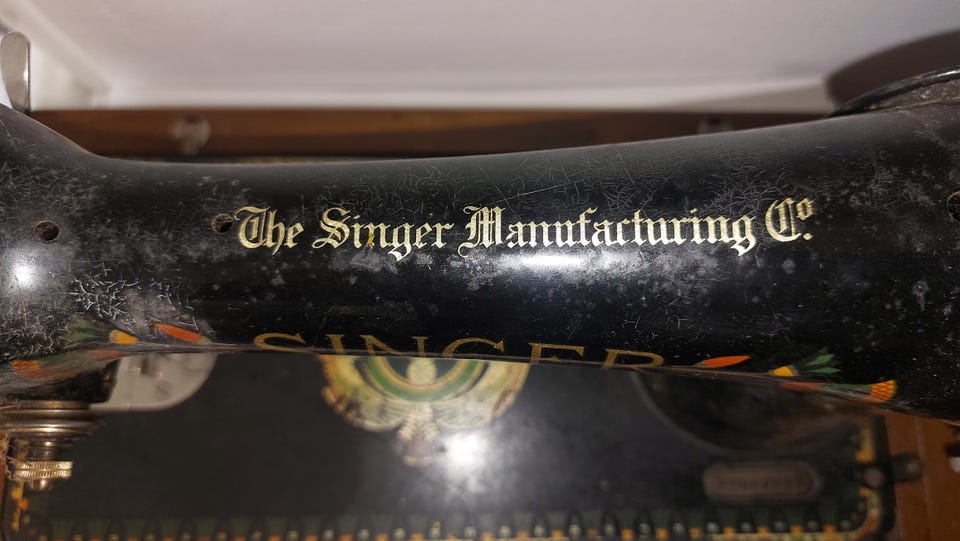 The Singer Manufacturing Co.
SINGER